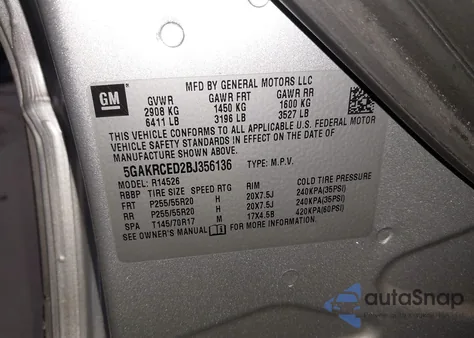 MFD BY GENERAL MOTORS LLC
GM
GVWR GAWR FRT GAWR RR
2908 KG 1450 KG 1600 KG
6411 LB 3196 LB 3527 LB
THIS VEHICLE CONFORMS TO ALL APPLICABLE U.S. FEDERAL MOTOR
VEHICLE SAFETY STANDARDS IN EFFECT ON THE DATE OF
MANUFACTURE SHOWN ABOVE.
5GAKRCED2BJ356136 TYPE: M.P.V.
MODEL: R14526
RBBP TIRE SIZE SPEED RTG RIM COLD TIRE PRESSURE
FRT P255/55R20 H 20X7.5J 240KPA(35PSI)
RR P255/55R20 H 20X7.5J 240KPA(35PSI)
SPA T145/70R17 M 17X4.5B 420KPA(60PSI)
SEE OWNER'S MANUAL FOR MORE INFORMATION.
autoSnap
Powered by AutoBidMaster